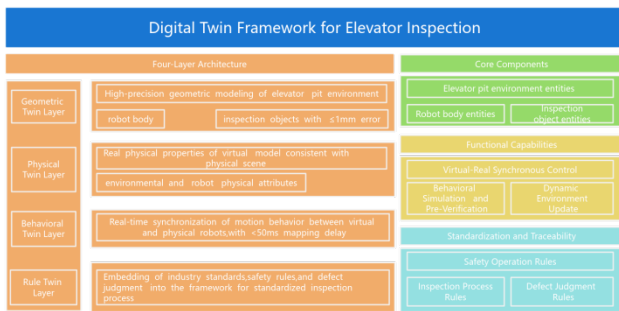 Digital Twin Framework for Elevator Inspection
Four-Layer Architecture
Geometric
Twin Layer
High-precision geometric modeling of elevator pit environment
robot body
inspection objects with ≤1mm error
Physical
Twin Layer
Real physical properties of virtual model consistent with
physical scene
environmental and robot physical attributes
Behavioral
Twin Layer
Real-time synchronization of motion behavior between virtual
and physical robots,with <50ms mapping delay
Rule Twin
Layer
Embedding of industry standards,safety rules,and defect
judgment into the framework for standardized inspection
process
Core Components
Elevator pit environment entities
Robot body entities
Inspection
object entities
Functional Capabilities
Virtual-Real Synchronous Control
Behavioral
Simulation and
Pre-Verification
Dynamic
Environment
Update
Standardization and Traceability
Safety Operation Rules
Inspection Process
Rules
Defect Judgment
Rules